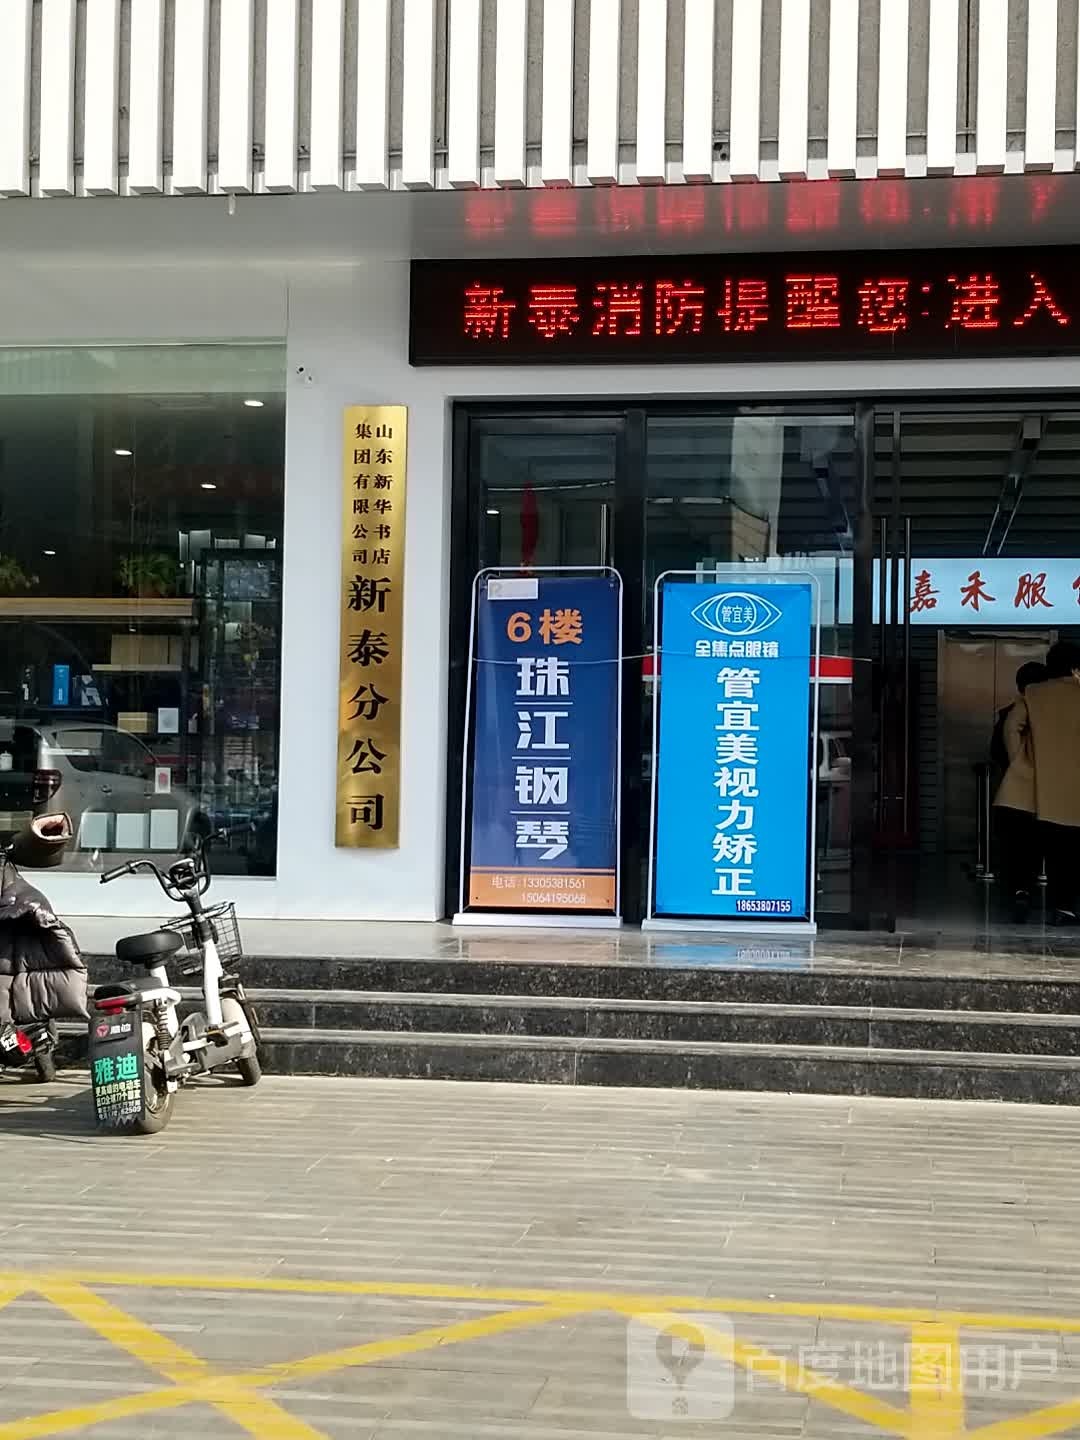 新泰消防提醒您:进入
山东新华书店
集团有限公司
新泰分公司
6楼
珠江钢琴
电话:13305381561
15064195068
管宜美
全焦点眼镜
管宜美视力矫正
18653807155
嘉禾服饰
雅迪
百度地图用户